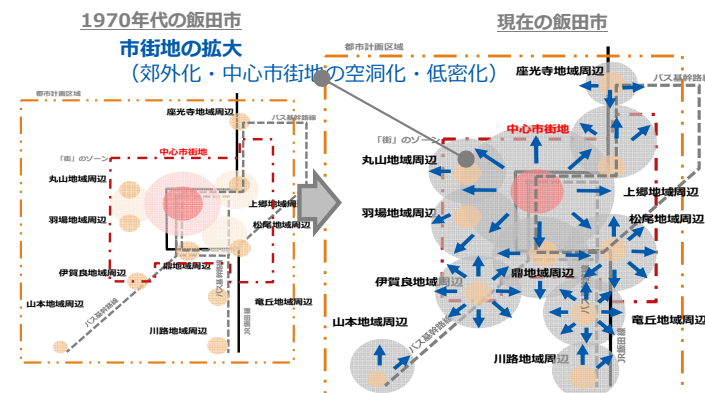 1970年代の飯田市
現在の飯田市
市街地の拡大
（郊外化・中心市街地の空洞化・低密化）
都市計画区域
座光寺地域周辺
バス基幹路線
「街」のゾーン
中心市街地
丸山地域周辺
上郷地域周辺
羽場地域周辺
松尾地域周辺
鼎地域周辺
伊賀良地域周辺
バス基幹路線
山本地域周辺
竜丘地域周辺
バス基幹路線
川路地域周辺
JR飯田線
都市計画区域
座光寺地域周辺
バス基幹路線
「街」のゾーン
中心市街地
丸山地域周辺
上郷地域周辺
羽場地域周辺
松尾地域周辺
鼎地域周辺
伊賀良地域周辺
山本地域周辺
バス基幹路線
竜丘地域周辺
川路地域周辺
JR飯田線